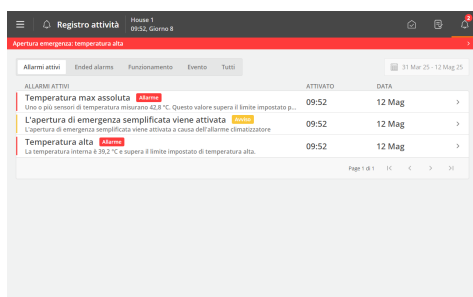 Registro attività
House 1
09:52, Giorno 8
2
Apertura emergenza: temperatura alta
Allarmi attivi
Ended alarms
Funzionamento
Evento
Tutti
31 Mar 25 - 12 Mag 25
ALLARMI ATTIVI ATTIVATO DATA
Temperatura max assoluta Allarme
09:52 12 Mag
Uno o più sensori di temperatura misurano 42,8 °C. Questo valore supera il limite impostato p...
L'apertura di emergenza semplificata viene attivata Avviso
09:52 12 Mag
L'apertura di emergenza semplificata viene attivata a causa dell'allarme climatizzatore
Temperatura alta Allarme
09:52 12 Mag
La temperatura interna è 39,2 °C e supera il limite impostato di temperatura alta.
Page 1 di 1